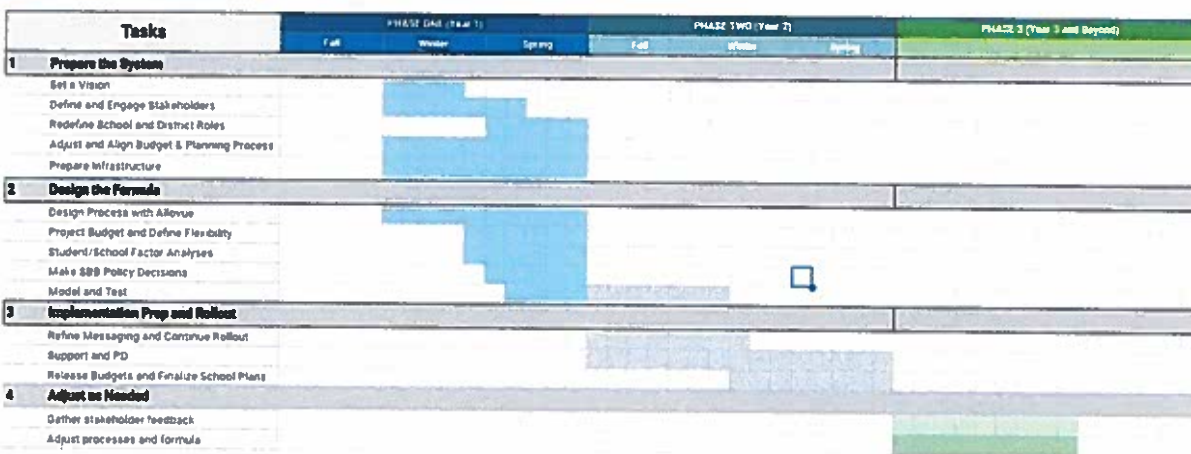 Tasks
PHASE ONE (Year 1)
PHASE TWO (Year 2)
PHASE 3 (Year 3 and Beyond)
Fall
Winter
Spring
Fall
Winter
Spring
1 Prepare the System
Set a Vision
Define and Engage Stakeholders
Redefine School and District Roles
Adjust and Align Budget & Planning Process
Prepare Infrastructure
2 Design the Formula
Design Process with Allovue
Project Budget and Define Flexibility
Student/School Factor Analyses
Make SBB Policy Decisions
Model and Test
3 Implementation Prep and Rollout
Refine Messaging and Continue Rollout
Support and PD
Release Budgets and Finalize School Plans
4 Adjust as Needed
Gather stakeholder feedback
Adjust processes and formula